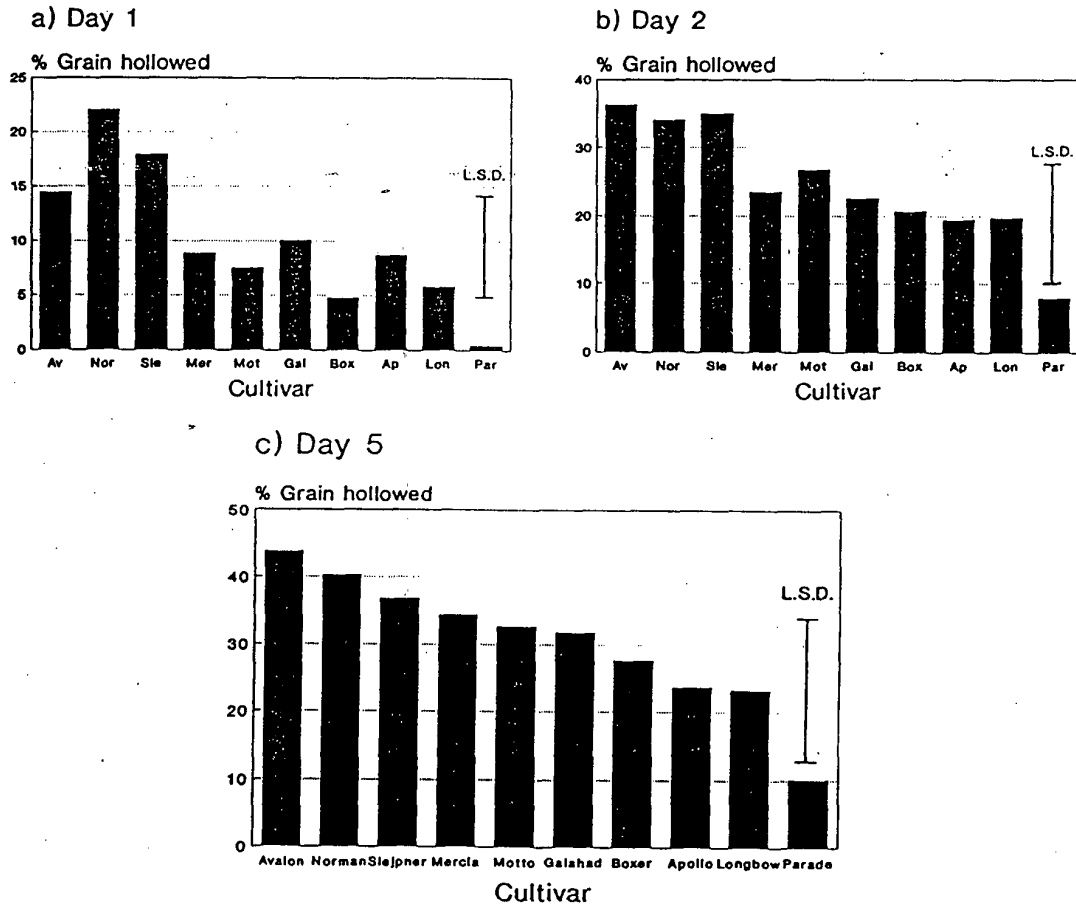 a) Day 1
% Grain hollowed
25
20
15
10
5
0
L.S.D.
Av Nor Sle Mer Mot Gal Box Ap Lon Par
Cultivar
b) Day 2
% Grain hollowed
40
30
20
10
0
L.S.D.
Av Nor Sle Mer Mot Gal Box Ap Lon Par
Cultivar
c) Day 5
% Grain hollowed
50
40
30
20
10
0
L.S.D.
Avalon Norman Slejpner Mercia Motto Galahad Boxer Apollo Longbow Parade
Cultivar